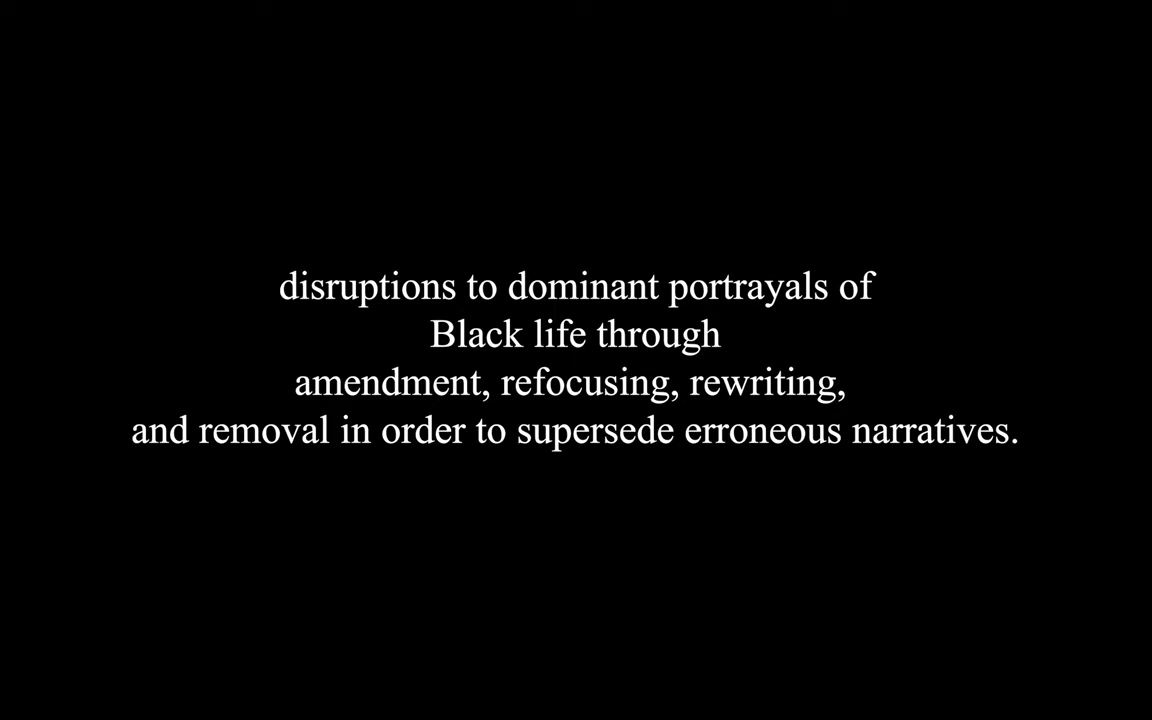 disruptions to dominant portrayals of
Black life through
amendment, refocusing, rewriting,
and removal in order to supersede erroneous narratives.